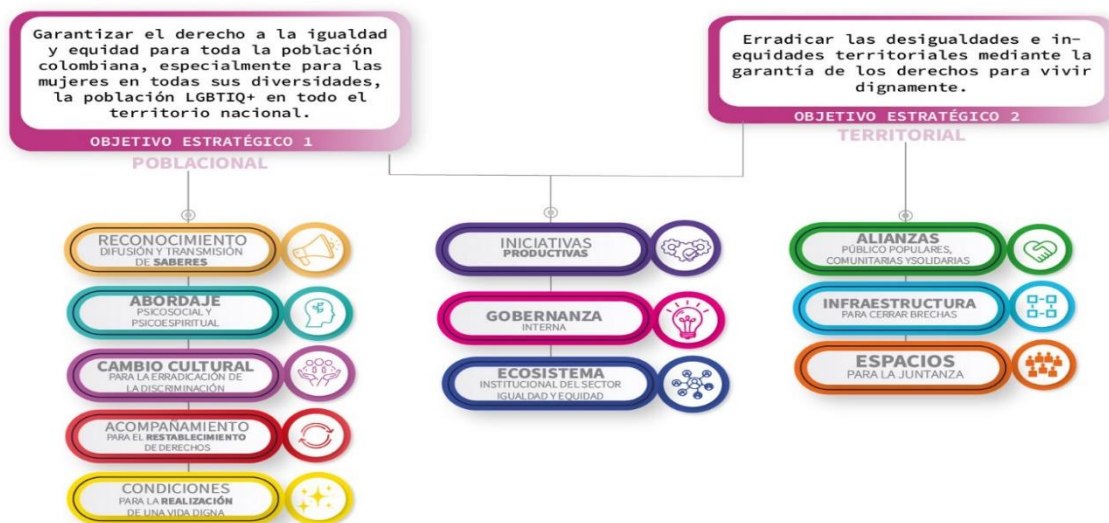 Garantizar el derecho a la igualdad
y equidad para toda la población
colombiana, especialmente para las
mujeres en todas sus diversidades,
la población LGBTIQ+ en todo el
territorio nacional.
OBJETIVO ESTRATÉGICO 1
POBLACIONAL
Erradicar las desigualdades e in-
equidades territoriales mediante la
garantía de los derechos para vivir
dignamente.
OBJETIVO ESTRATÉGICO 2
TERRITORIAL
RECONOCIMIENTO
DIFUSIÓN Y TRANSMISIÓN
DE SABERES
ABORDAJE
PSICOSOCIAL Y
PSICOESPIRITUAL
CAMBIO CULTURAL
PARA LA ERRADICACIÓN DE
LA DISCRIMINACIÓN
ACOMPAÑAMIENTO
PARA EL RESTABLECIMIENTO
DE DERECHOS
CONDICIONES
PARA LA REALIZACIÓN
DE UNA VIDA DIGNA
INICIATIVAS
PRODUCTIVAS
GOBERNANZA
INTERNA
ECOSISTEMA
INSTITUCIONAL DEL SECTOR
IGUALDAD Y EQUIDAD
ALIANZAS
PÚBLICO POPULARES,
COMUNITARIAS YSOLIDARIAS
INFRAESTRUCTURA
PARA CERRAR BRECHAS
ESPACIOS
PARA LA JUNTANZA